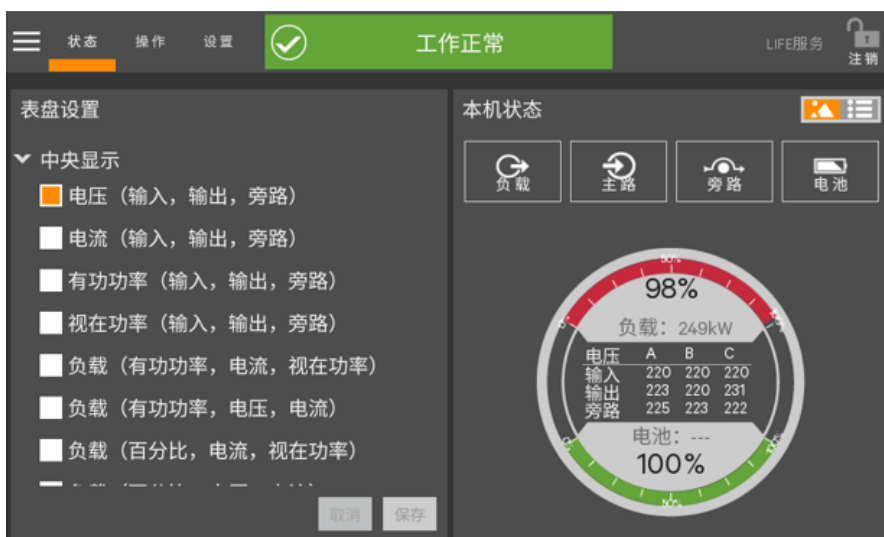 状态 操作 设置 工作正常 LIFE服务 注销
表盘设置
中央显示
电压（输入，输出，旁路）
电流（输入，输出，旁路）
有功功率（输入，输出，旁路）
视在功率（输入，输出，旁路）
负载（有功功率，电流，视在功率）
负载（有功功率，电压，电流）
负载（百分比，电流，视在功率）
取消 保存
本机状态
负载 主路 旁路 电池
50%
98%
负载：249kW
电压 A B C
输入 220 220 220
输出 223 220 231
旁路 225 223 222
电池：---
100%
50%